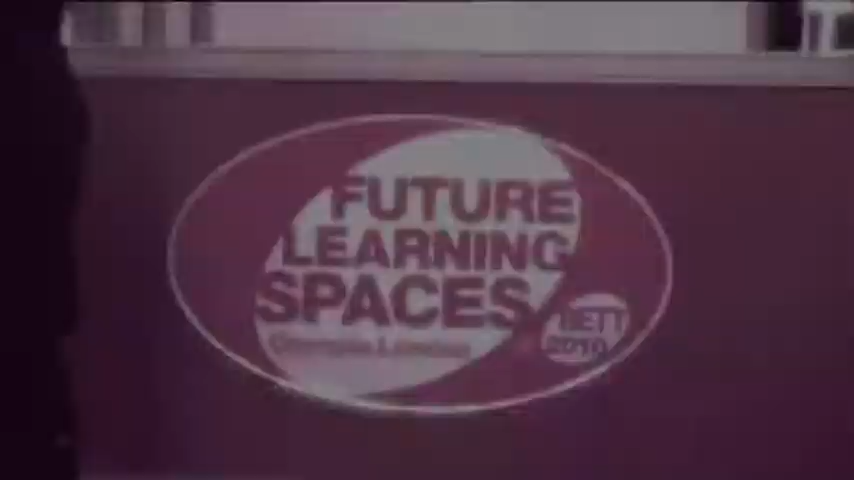 FUTURE
LEARNING
SPACES
BETT
2010